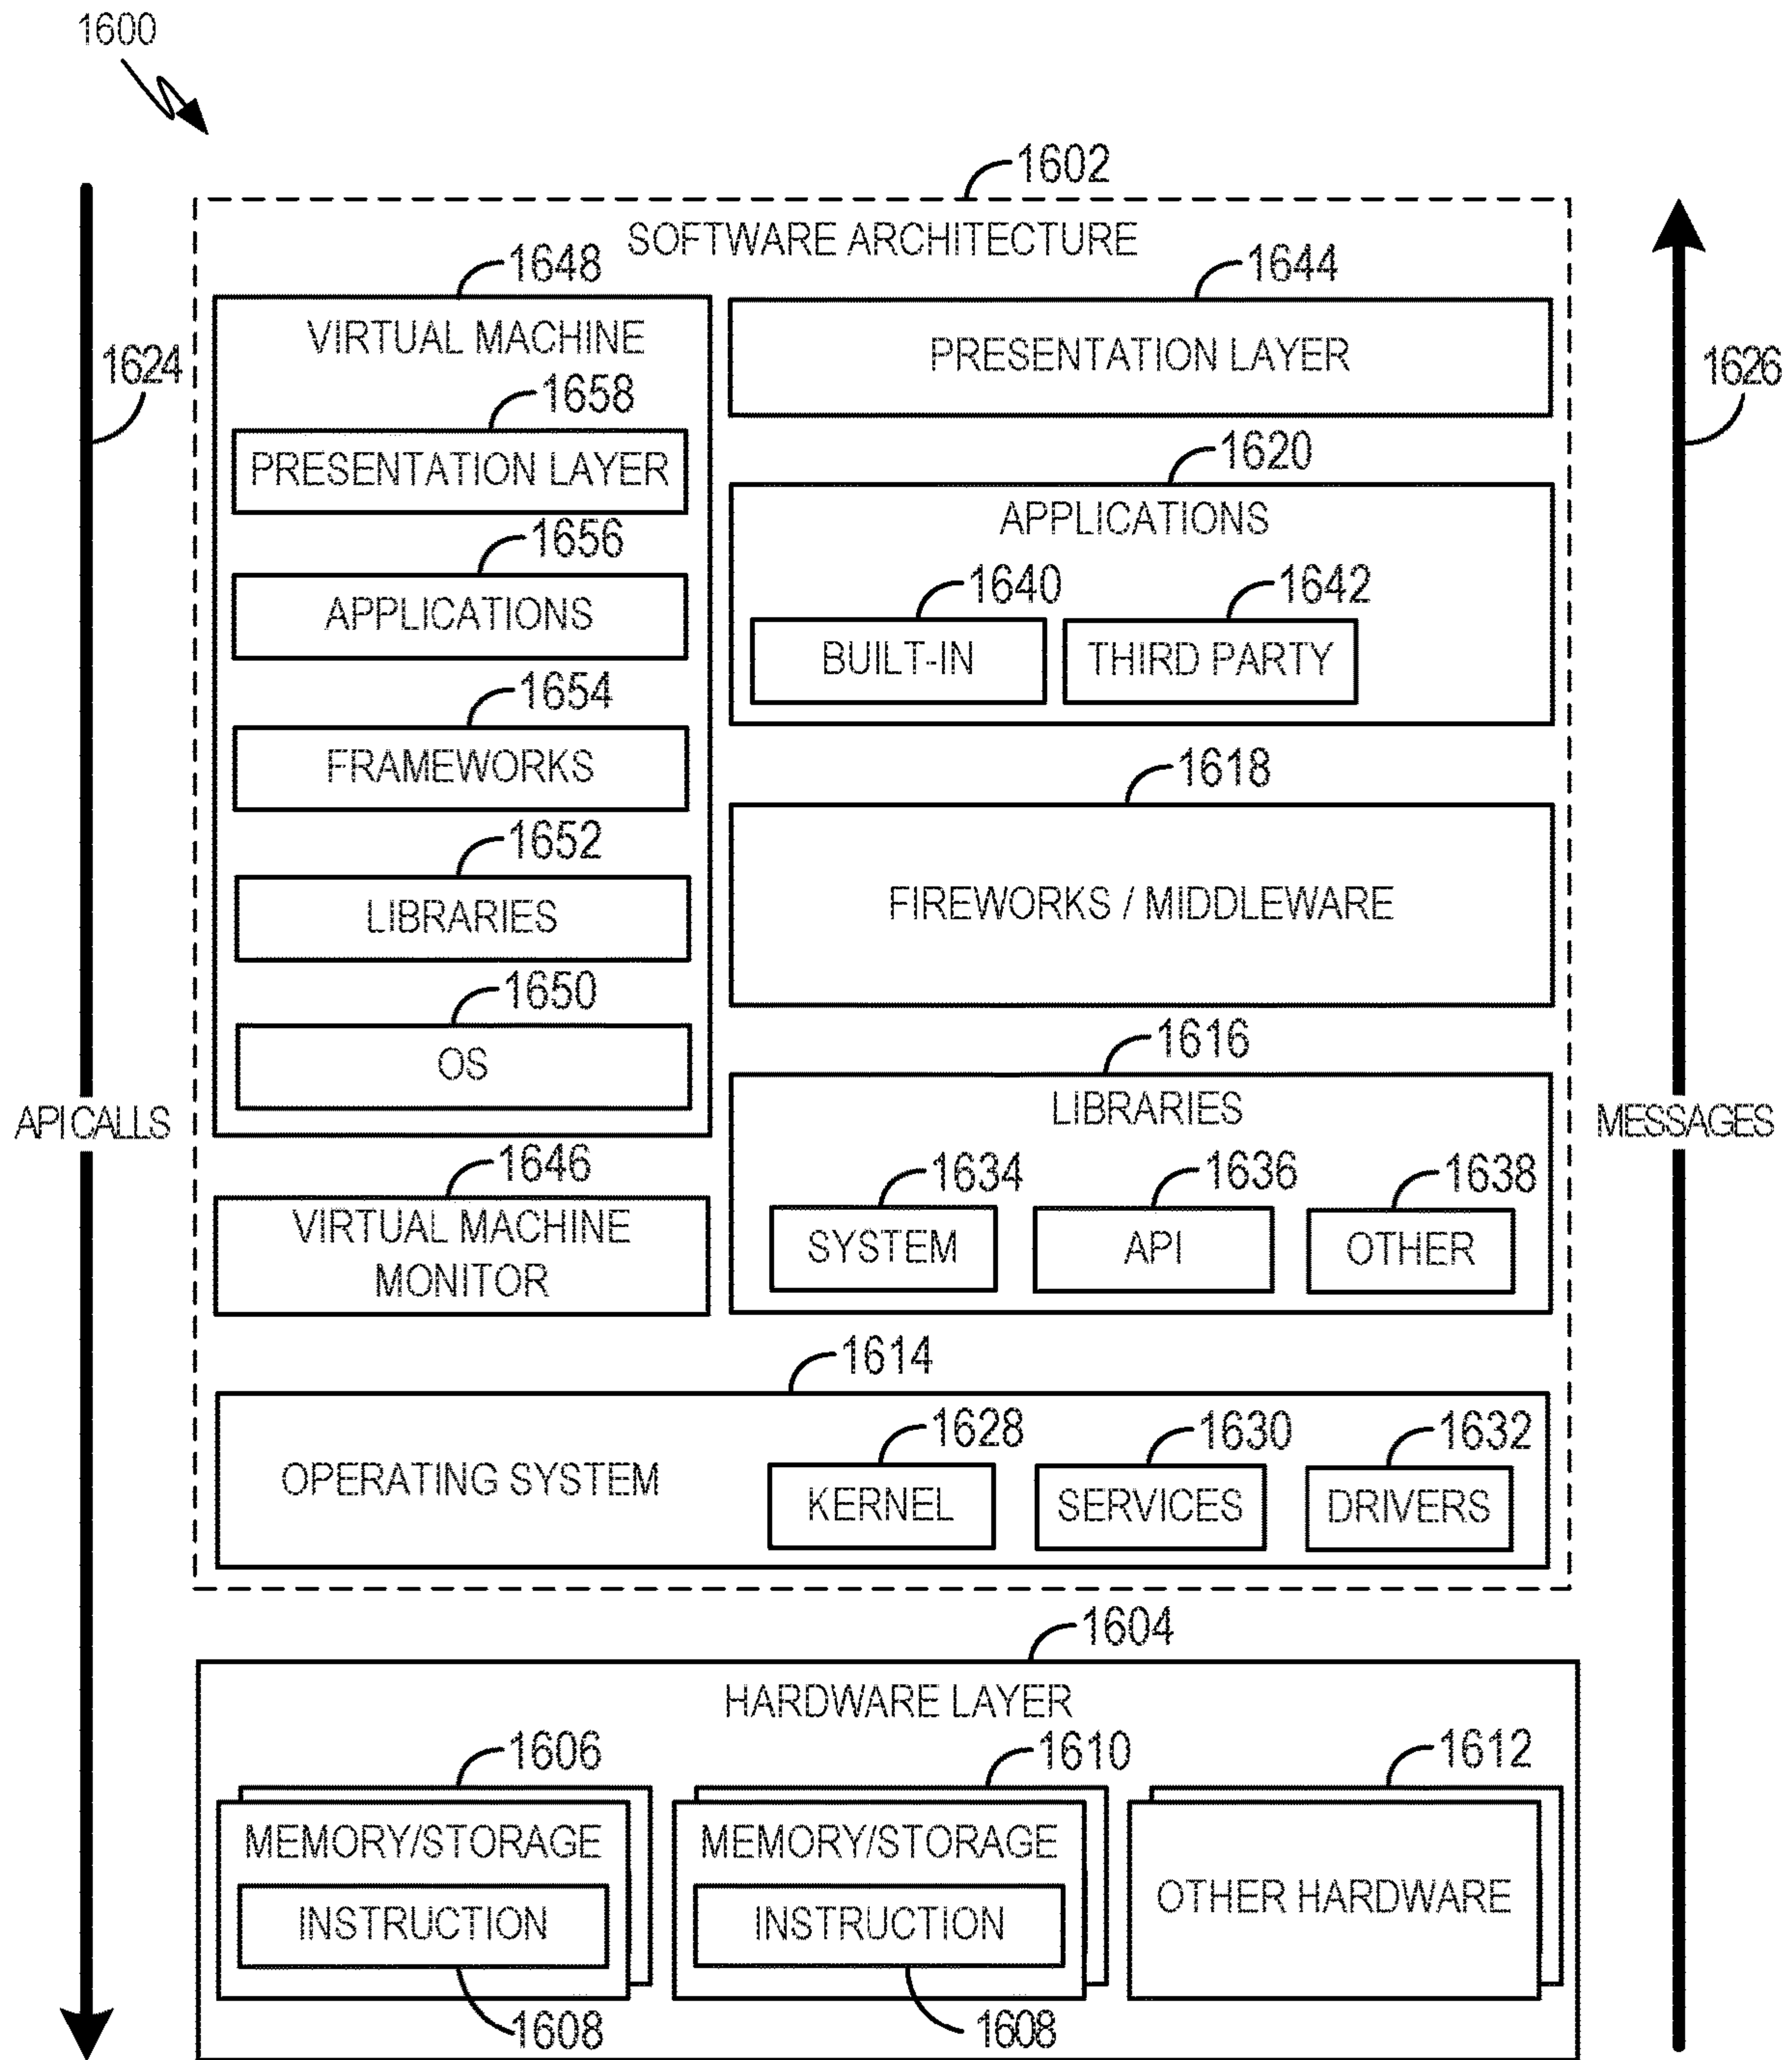 1600
1602
SOFTWARE ARCHITECTURE
1648
VIRTUAL MACHINE
1658
PRESENTATION LAYER
1656
APPLICATIONS
1654
FRAMEWORKS
1652
LIBRARIES
1650
OS
1646
VIRTUAL MACHINE
MONITOR
1644
PRESENTATION LAYER
1620
APPLICATIONS
1640
BUILT-IN
1642
THIRD PARTY
1618
FIREWORKS / MIDDLEWARE
1616
LIBRARIES
1634
SYSTEM
1636
API
1638
OTHER
1614
OPERATING SYSTEM
1628
KERNEL
1630
SERVICES
1632
DRIVERS
1624
API CALLS
1626
MESSAGES
1604
HARDWARE LAYER
1606
MEMORY/STORAGE
INSTRUCTION
1608
1610
MEMORY/STORAGE
INSTRUCTION
1608
1612
OTHER HARDWARE